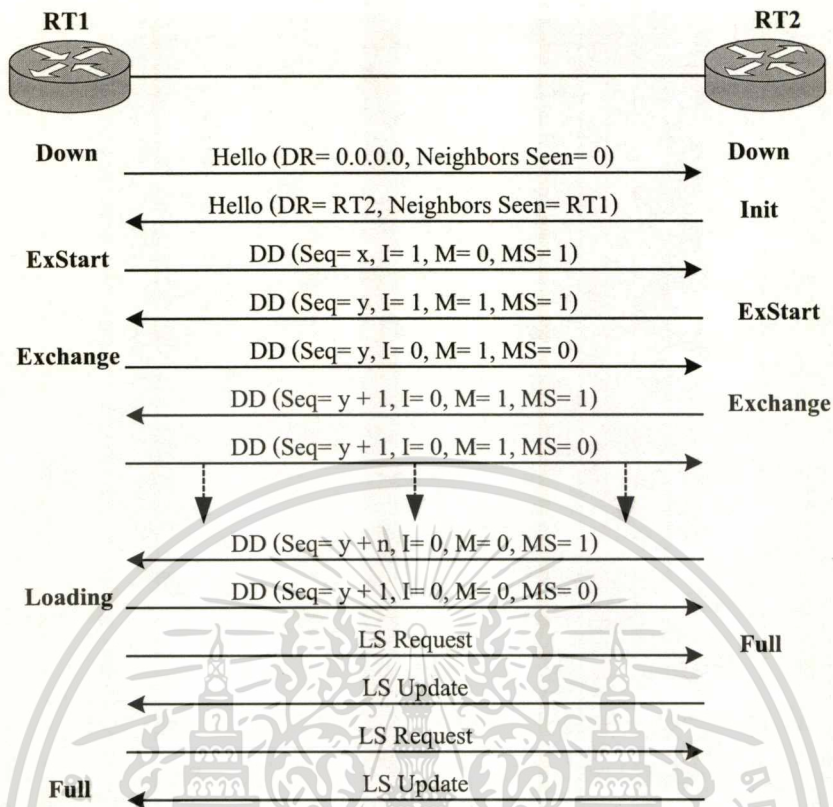 RT1
RT2
Down
Hello (DR= 0.0.0.0, Neighbors Seen= 0)
Down
Hello (DR= RT2, Neighbors Seen= RT1)
Init
ExStart
DD (Seq= x, I= 1, M= 0, MS= 1)
DD (Seq= y, I= 1, M= 1, MS= 1)
ExStart
Exchange
DD (Seq= y, I= 0, M= 1, MS= 0)
DD (Seq= y + 1, I= 0, M= 1, MS= 1)
Exchange
DD (Seq= y + 1, I= 0, M= 1, MS= 0)
DD (Seq= y + n, I= 0, M= 0, MS= 1)
Loading
DD (Seq= y + 1, I= 0, M= 0, MS= 0)
LS Request
Full
LS Update
LS Request
Full
LS Update